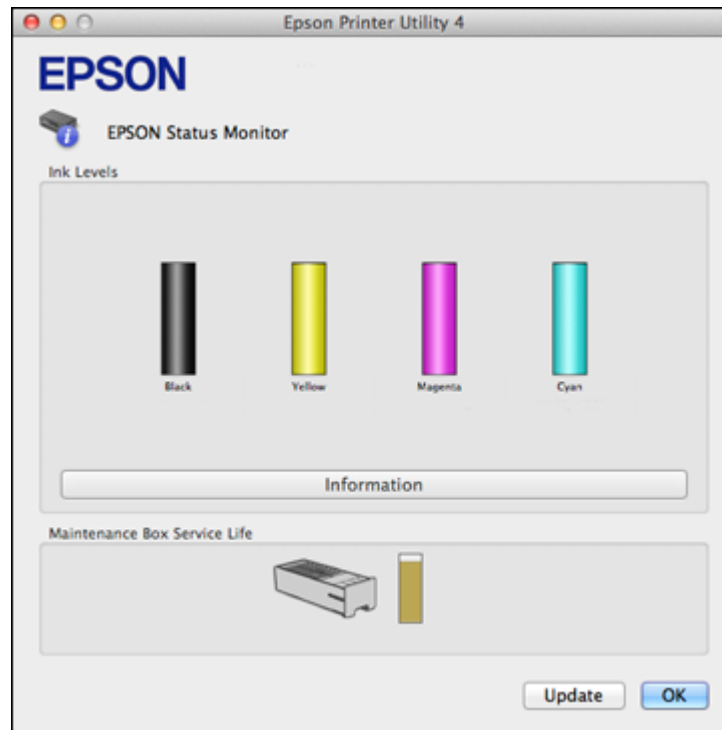 Epson Printer Utility 4
EPSON
EPSON Status Monitor
Ink Levels
Black Yellow Magenta Cyan
Information
Maintenance Box Service Life
Update OK